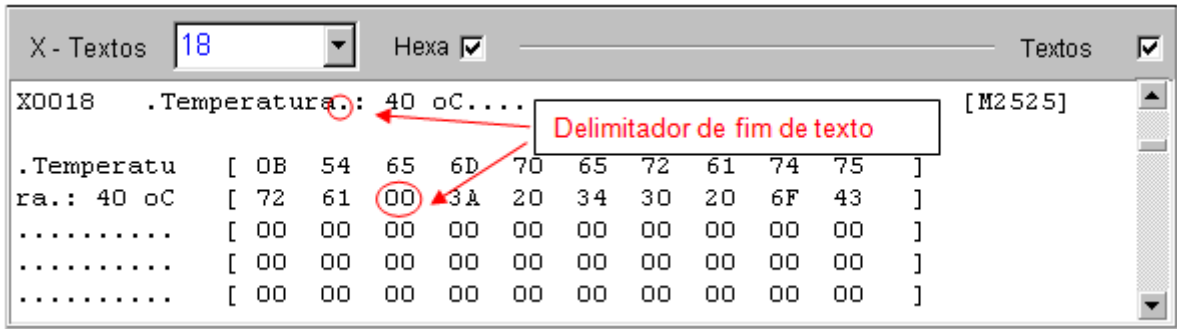 X - Textos 18 Hexa Textos
X0018 .Temperatura.: 40 oC.... [M2525]
Delimitador de fim de texto
.Temperatu [ 0B 54 65 6D 70 65 72 61 74 75 ]
ra.: 40 oC [ 72 61 00 3A 20 34 30 20 6F 43 ]
.......... [ 00 00 00 00 00 00 00 00 00 00 ]
.......... [ 00 00 00 00 00 00 00 00 00 00 ]
.......... [ 00 00 00 00 00 00 00 00 00 00 ]